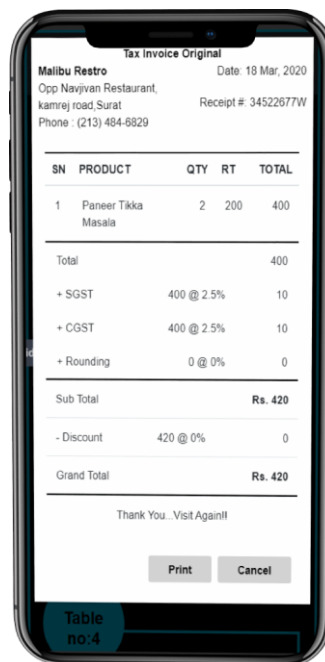 Tax Invoice Original
Malibu Restro Date: 18 Mar, 2020
Opp Navjivan Restaurant,
kamrej road,Surat Receipt #: 34522677W
Phone : (213) 484-6829
SN PRODUCT QTY RT TOTAL
1 Paneer Tikka 2 200 400
Masala
Total 400
+ SGST 400 @ 2.5% 10
+ CGST 400 @ 2.5% 10
+ Rounding 0 @ 0% 0
Sub Total Rs. 420
- Discount 420 @ 0% 0
Grand Total Rs. 420
Thank You...Visit Again!!
Print Cancel
Table
no:4